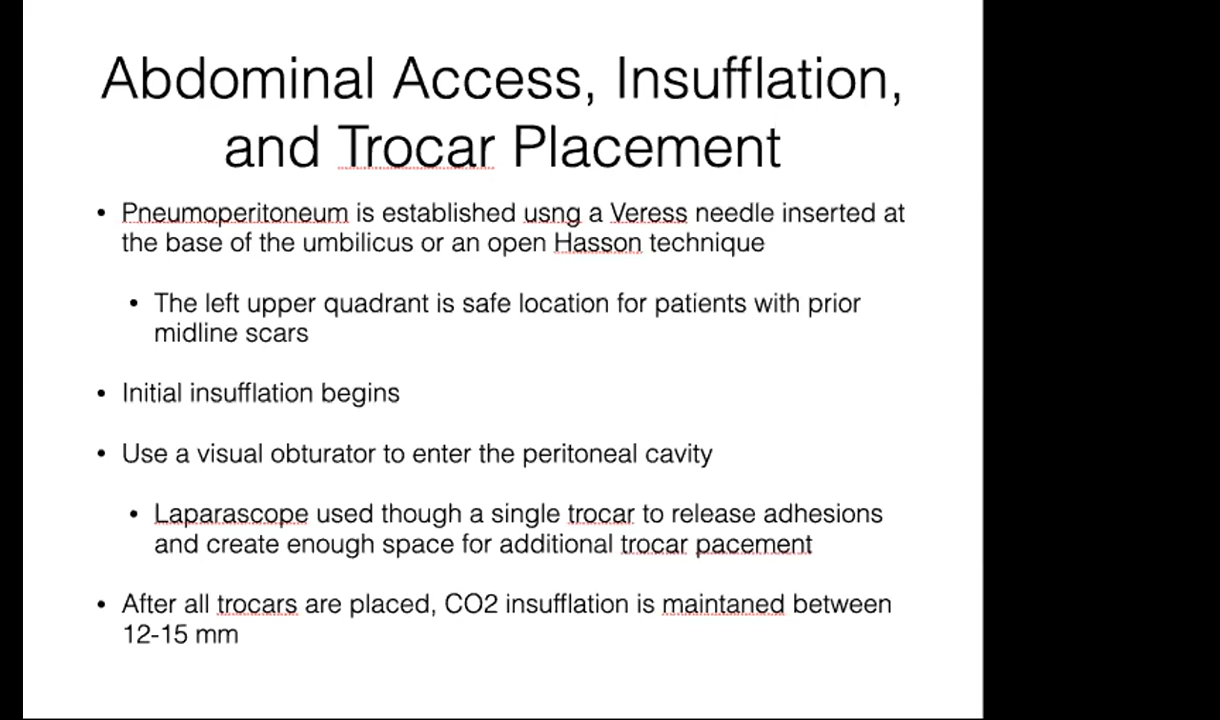 Abdominal Access, Insufflation,
and Trocar Placement
• Pneumoperitoneum is established usng a Veress needle inserted at
the base of the umbilicus or an open Hasson technique
• The left upper quadrant is safe location for patients with prior
midline scars
• Initial insufflation begins
• Use a visual obturator to enter the peritoneal cavity
• Laparascope used though a single trocar to release adhesions
and create enough space for additional trocar pacement
• After all trocars are placed, CO2 insufflation is maintaned between
12-15 mm